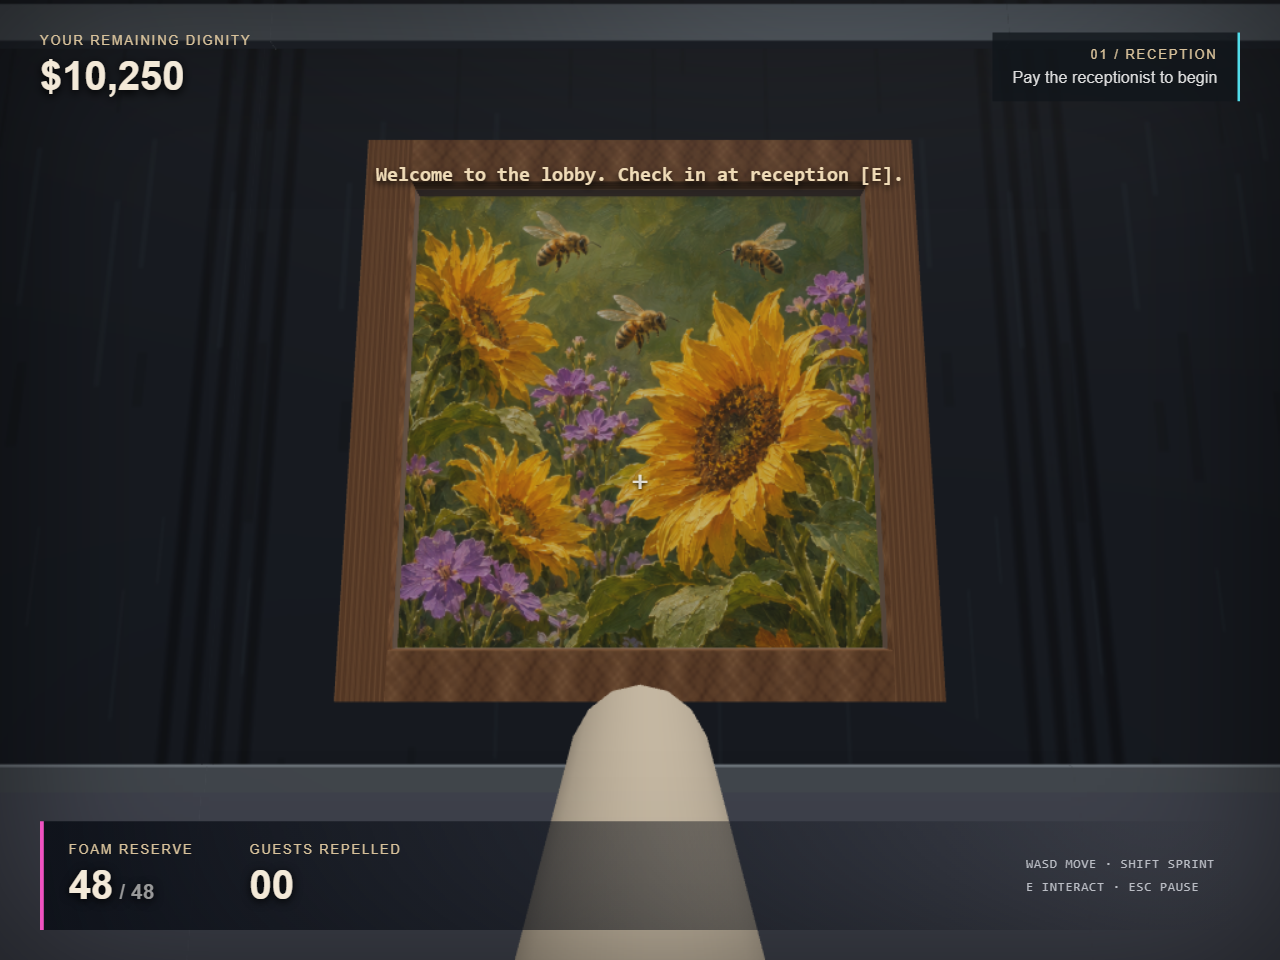 YOUR REMAINING DIGNITY
$10,250
01 / RECEPTION
Pay the receptionist to begin
Welcome to the lobby. Check in at reception [E].
FOAM RESERVE
48 / 48
GUESTS REPELLED
00
WASD MOVE · SHIFT SPRINT
E INTERACT · ESC PAUSE